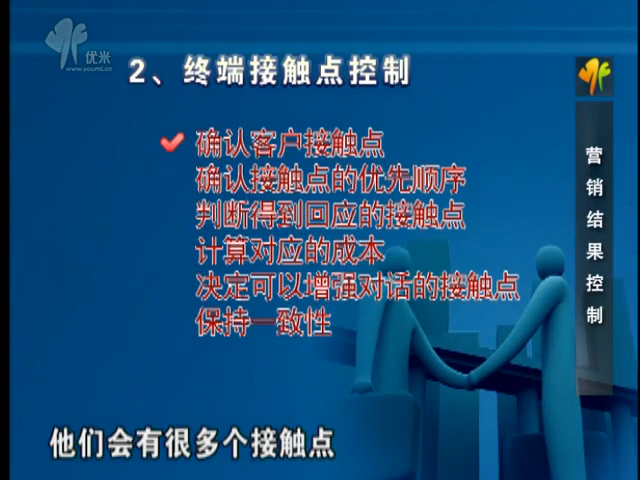 优米
www.youmi.cn
2、终端接触点控制
确认客户接触点
确认接触点的优先顺序
判断得到回应的接触点
计算对应的成本
决定可以增强对话的接触点
保持一致性
营销结果控制
他们会有很多个接触点